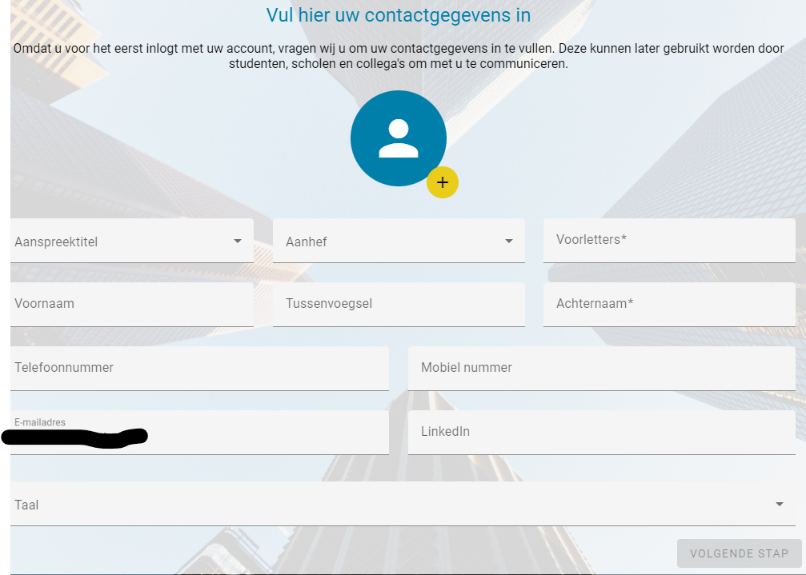 Vul hier uw contactgegevens in
Omdat u voor het eerst inlogt met uw account, vragen wij u om uw contactgegevens in te vullen. Deze kunnen later gebruikt worden door
studenten, scholen en collega's om met u te communiceren.
+
Aanspreektitel
Aanhef
Voorletters*
Voornaam
Tussenvoegsel
Achternaam*
Telefoonnummer
Mobiel nummer
E-mailadres
LinkedIn
Taal
VOLGENDE STAP